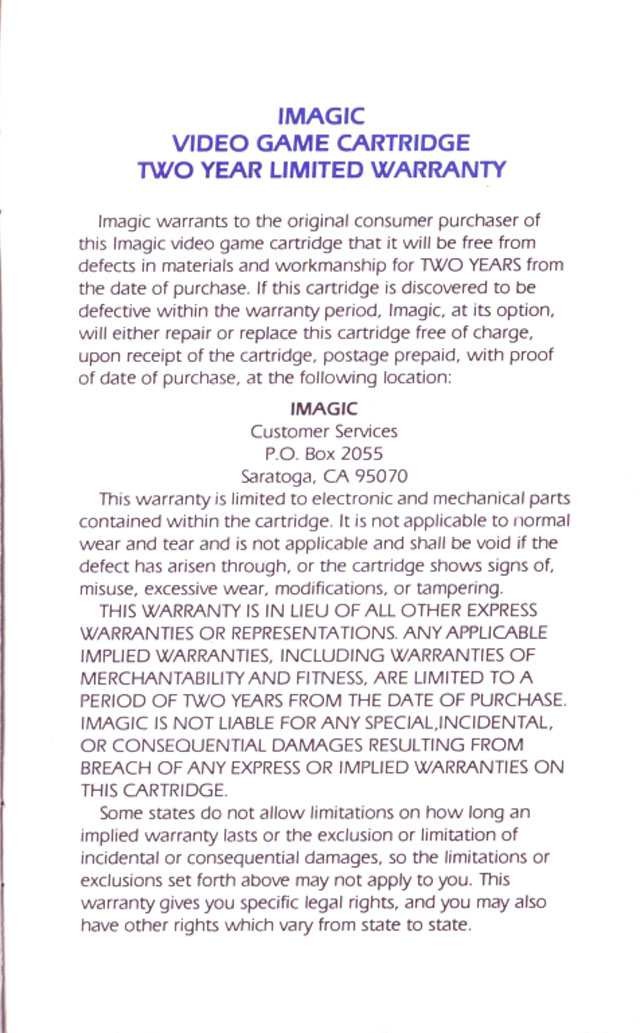 IMAGIC
VIDEO GAME CARTRIDGE
TWO YEAR LIMITED WARRANTY
Imagic warrants to the original consumer purchaser of
this Imagic video game cartridge that it will be free from
defects in materials and workmanship for TWO YEARS from
the date of purchase. If this cartridge is discovered to be
defective within the warranty period, Imagic, at its option,
will either repair or replace this cartridge free of charge,
upon receipt of the cartridge, postage prepaid, with proof
of date of purchase, at the following location:
IMAGIC
Customer Services
P.O. Box 2055
Saratoga, CA 95070
This warranty is limited to electronic and mechanical parts
contained within the cartridge. It is not applicable to normal
wear and tear and is not applicable and shall be void if the
defect has arisen through, or the cartridge shows signs of,
misuse, excessive wear, modifications, or tampering.
THIS WARRANTY IS IN LIEU OF ALL OTHER EXPRESS
WARRANTIES OR REPRESENTATIONS. ANY APPLICABLE
IMPLIED WARRANTIES, INCLUDING WARRANTIES OF
MERCHANTABILITY AND FITNESS, ARE LIMITED TO A
PERIOD OF TWO YEARS FROM THE DATE OF PURCHASE.
IMAGIC IS NOT LIABLE FOR ANY SPECIAL,INCIDENTAL,
OR CONSEQUENTIAL DAMAGES RESULTING FROM
BREACH OF ANY EXPRESS OR IMPLIED WARRANTIES ON
THIS CARTRIDGE.
Some states do not allow limitations on how long an
implied warranty lasts or the exclusion or limitation of
incidental or consequential damages, so the limitations or
exclusions set forth above may not apply to you. This
warranty gives you specific legal rights, and you may also
have other rights which vary from state to state.